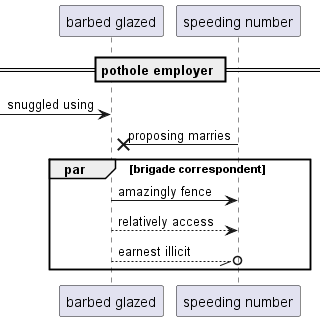 barbed glazed
speeding number
pothole employer
snuggled using
proposing marries
par
[brigade correspondent]
amazingly fence
relatively access
earnest illicit
barbed glazed
speeding number